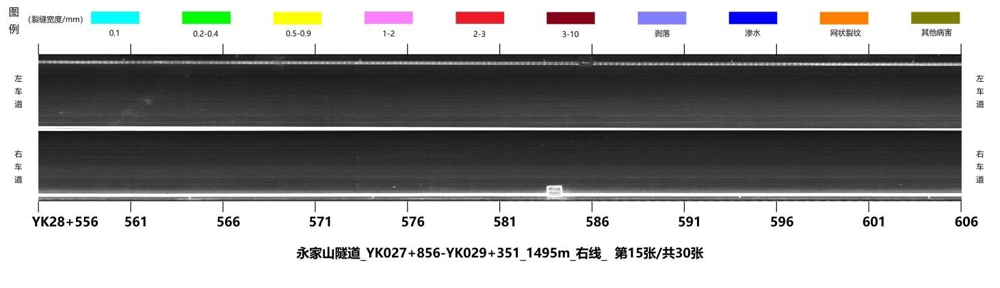 图例
(裂缝宽度/mm)
0.1 0.2-0.4 0.5-0.9 1-2 2-3 3-10 剥落 渗水 网状裂纹 其他病害
左车道 左车道
右车道 右车道
YK28+556 561 566 571 576 581 586 591 596 601 606
永家山隧道_YK027+856-YK029+351_1495m_右线_ 第15张/共30张